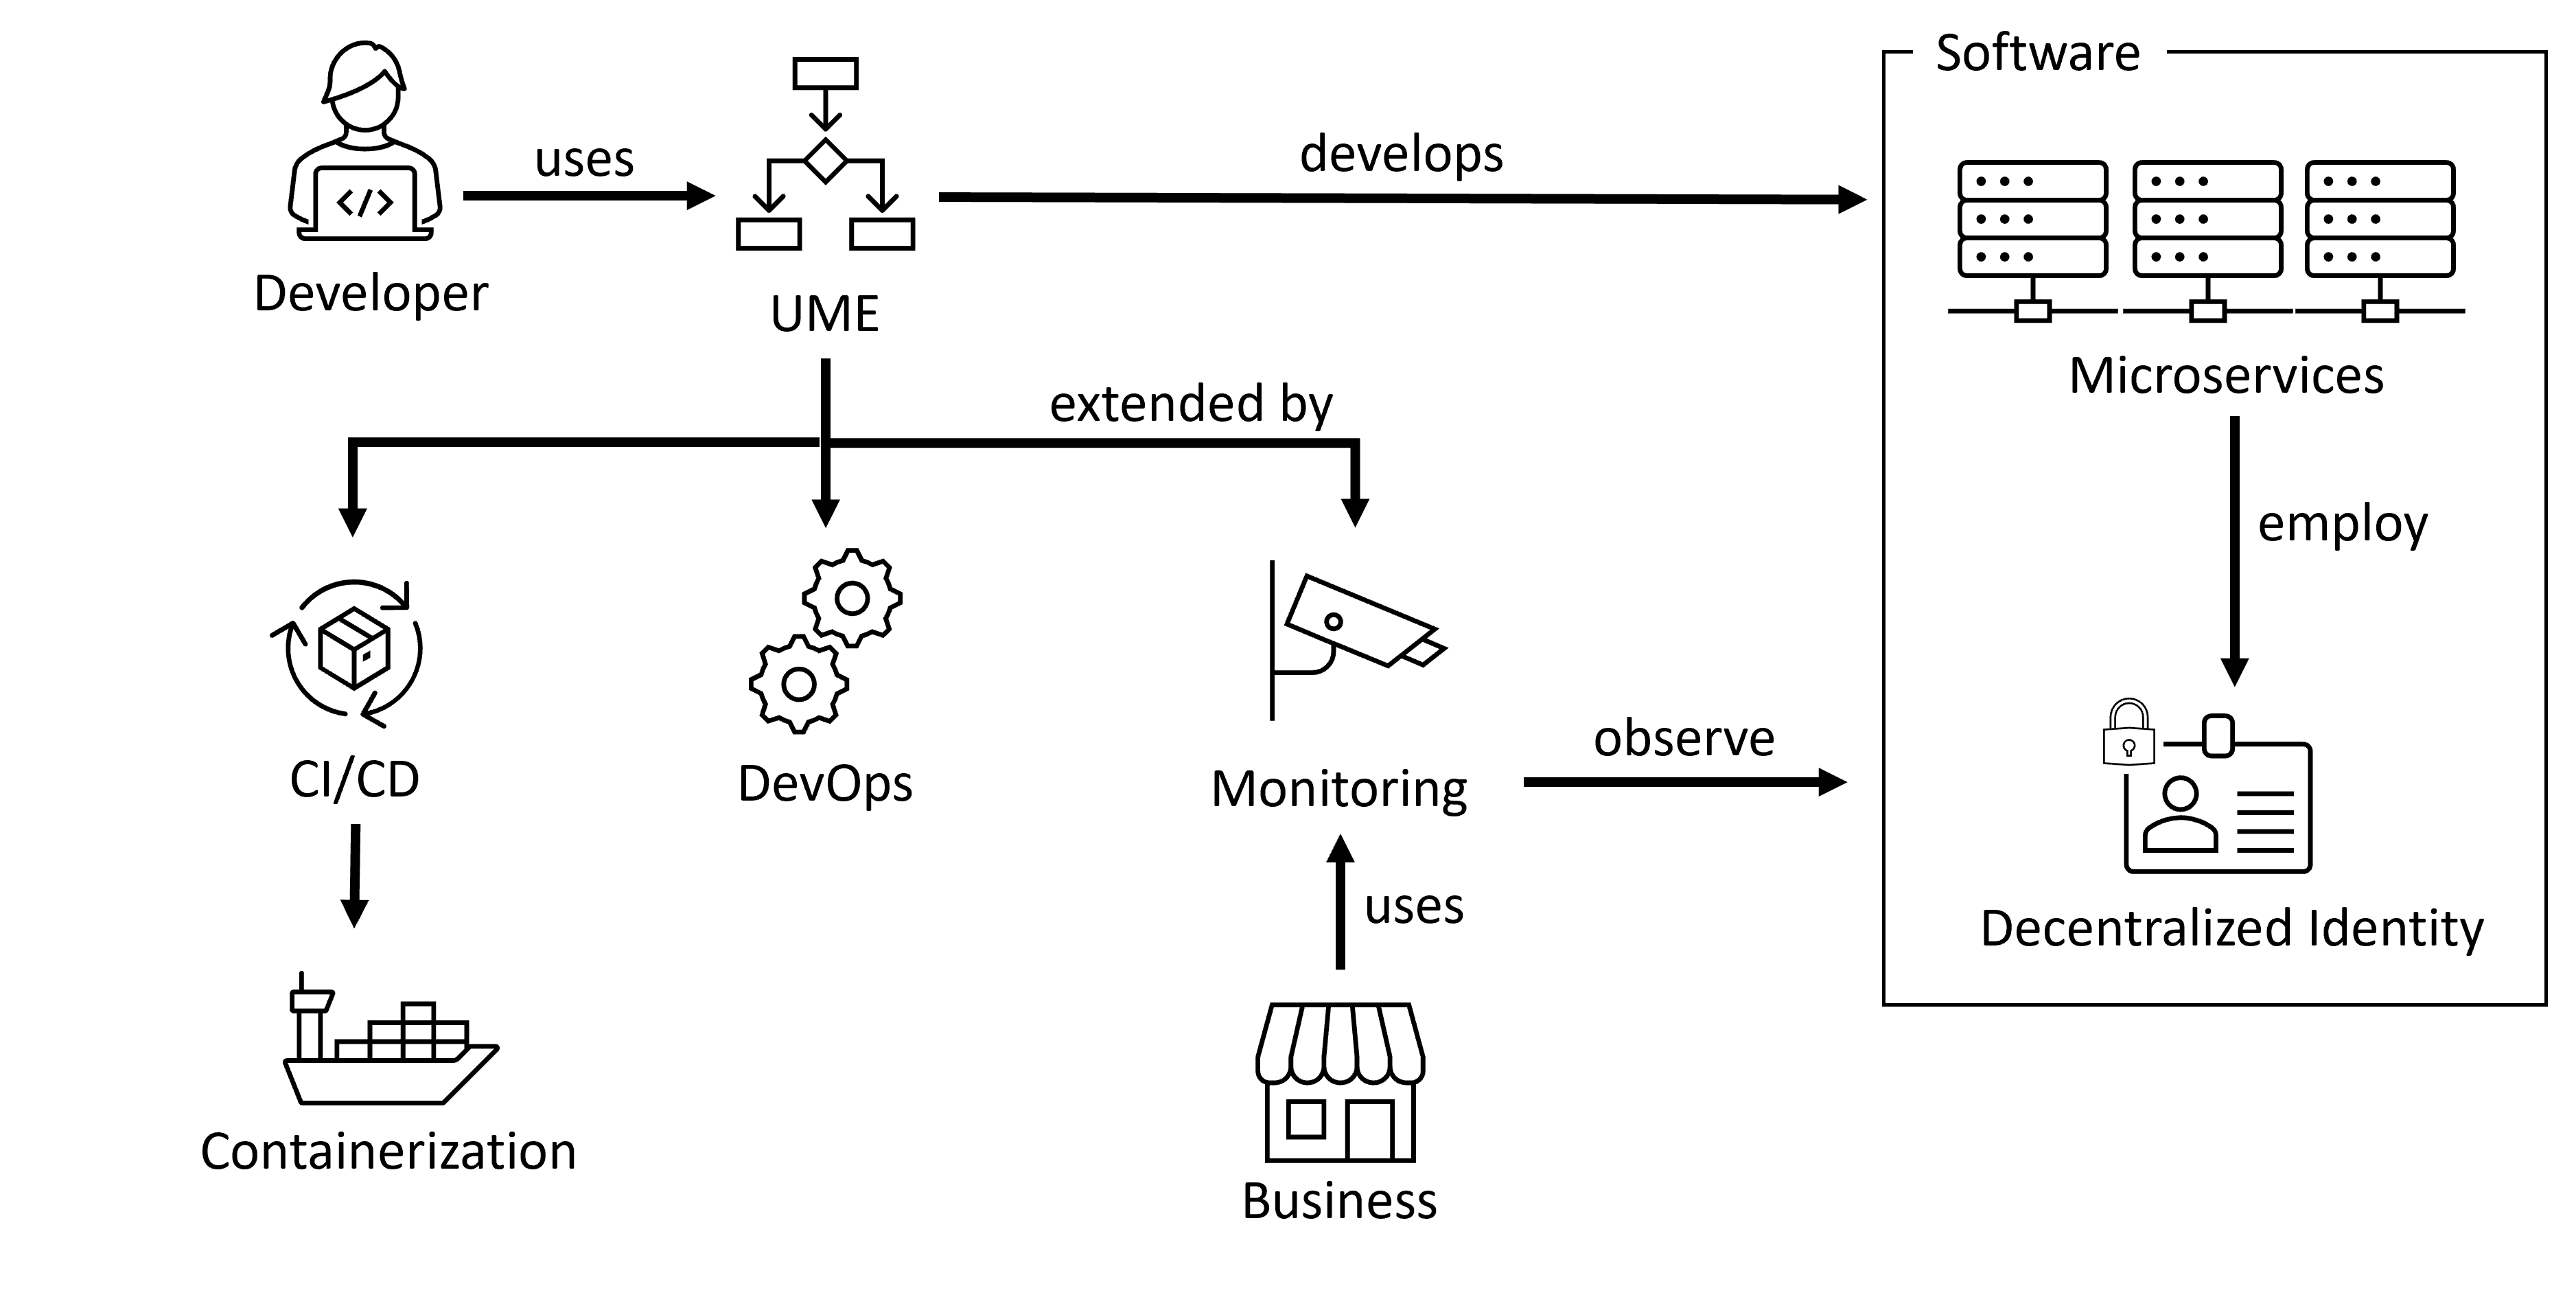 Software
uses
develops
</>
Developer
UME
Microservices
extended by
employ
CI/CD
DevOps
Monitoring
observe
uses
Decentralized Identity
Containerization
Business